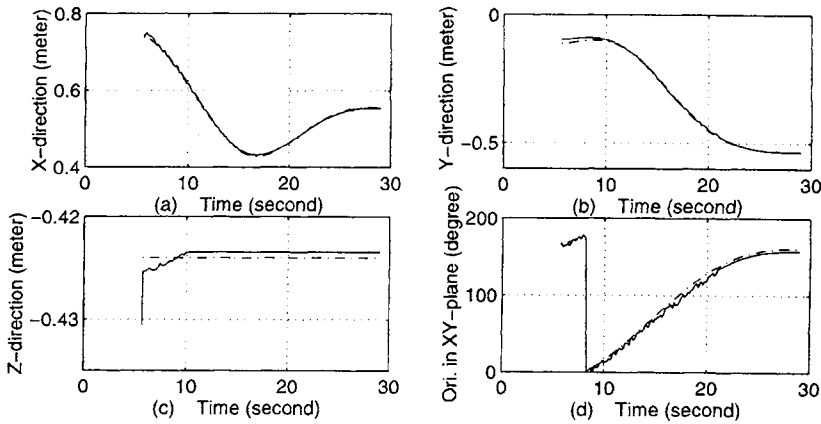 0.8
0.6
0.4
X-direction (meter)
0 10 20 30
(a) Time (second)
0
-0.5
Y-direction (meter)
0 10 20 30
(b) Time (second)
-0.42
-0.43
Z-direction (meter)
0 10 20 30
(c) Time (second)
200
100
0
Ori. in XY-plane (degree)
0 10 20 30
(d) Time (second)